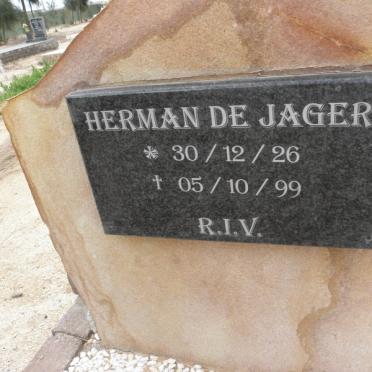 HERMAN DE JAGER
* 30 / 12 / 26
† 05 / 10 / 99
R.I.V.